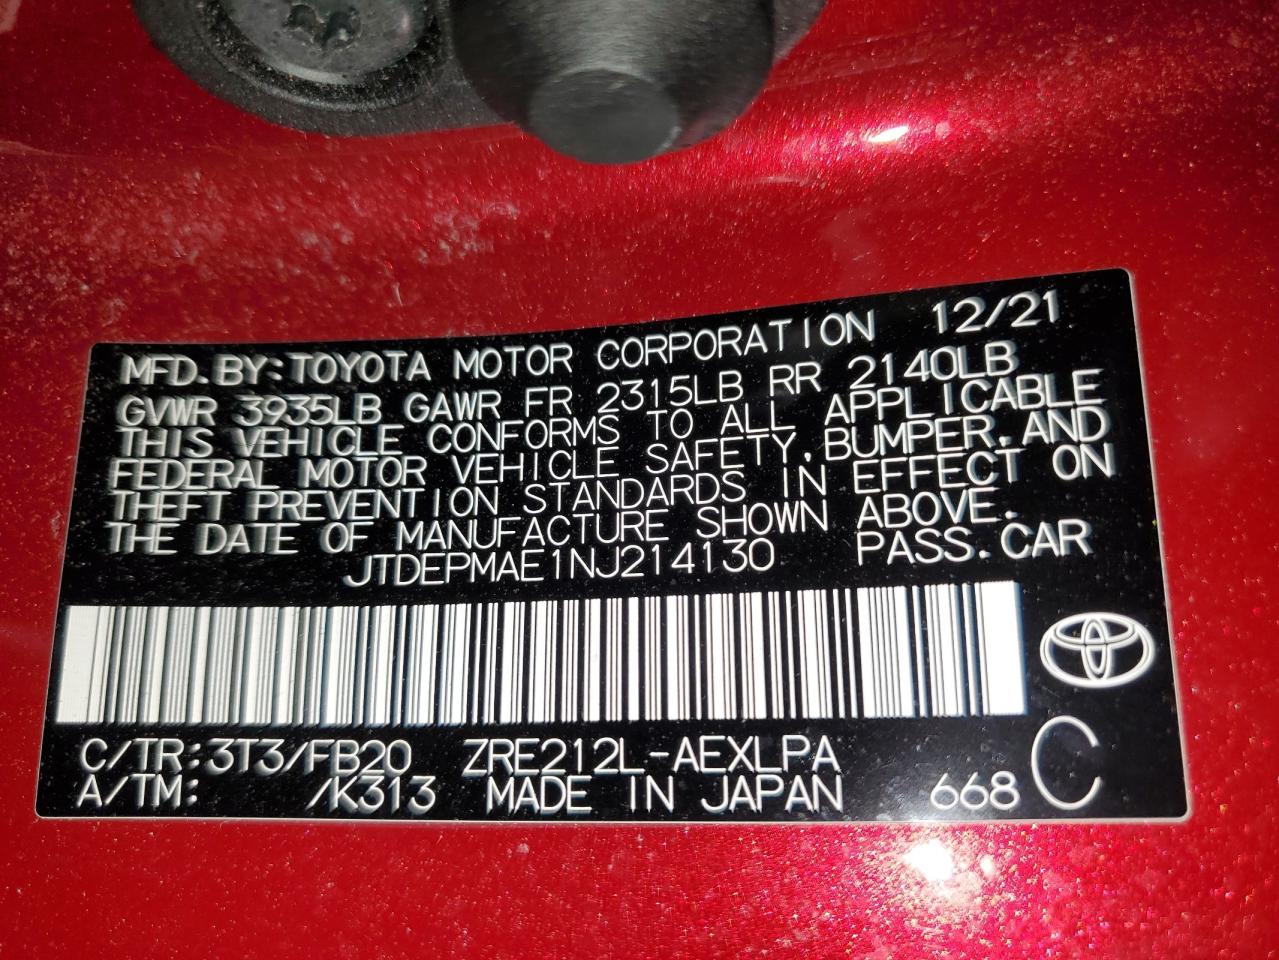 MFD. BY: TOYOTA MOTOR CORPORATION 12/21
GVWR 3935LB GAWR FR 2315LB RR 2140LB
THIS VEHICLE CONFORMS TO ALL APPLICABLE
FEDERAL MOTOR VEHICLE SAFETY, BUMPER, AND
THEFT PREVENTION STANDARDS IN EFFECT ON
THE DATE OF MANUFACTURE SHOWN ABOVE.
JTDEPMAE1NJ214130 PASS. CAR
C/TR: 3T3/FB20 ZRE212L-AEXLPA
A/TM: /K313 MADE IN JAPAN 668 C